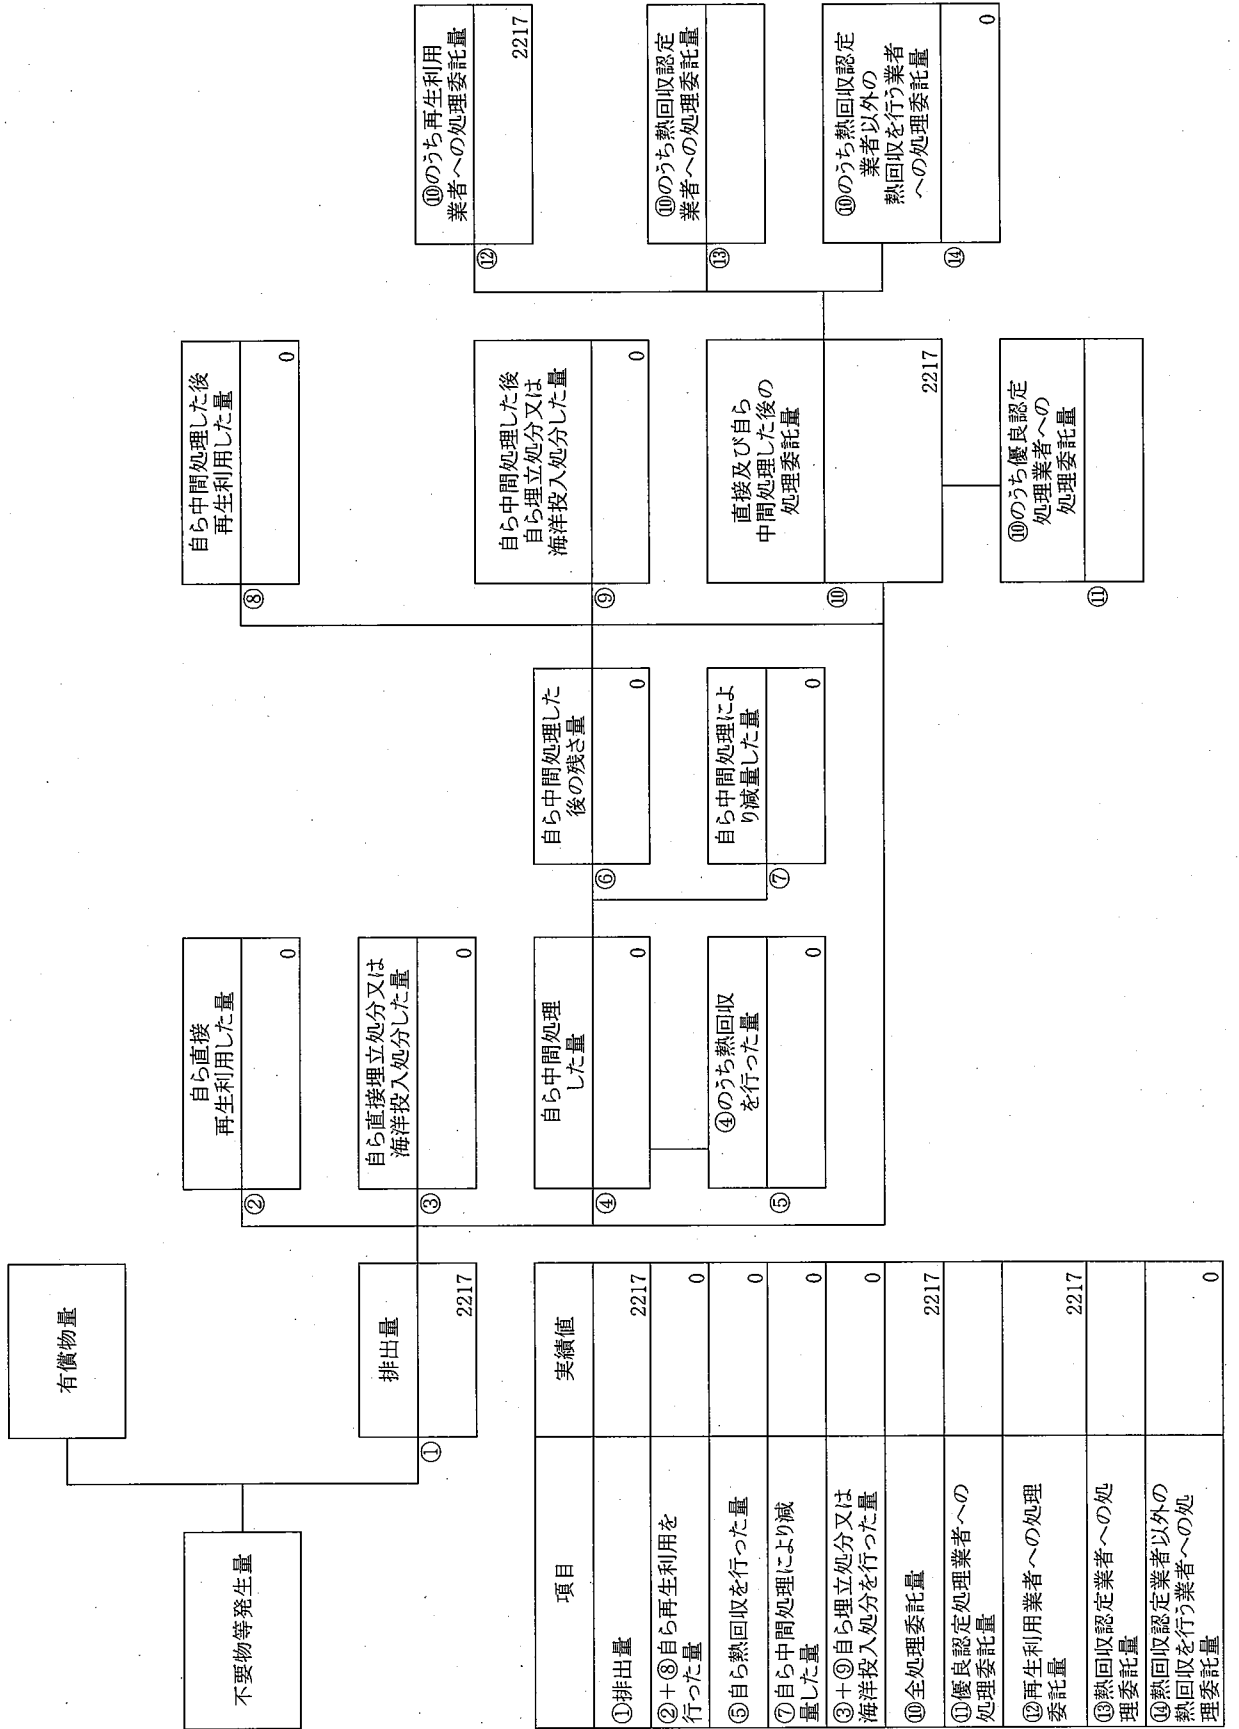 不要物等発生量
有償物量
排出量
①
2217
自ら直接
再生利用した量
②
0
自ら直接埋立処分又は
海洋投入処分した量
③
0
自ら中間処理
した量
④
0
④のうち熱回収
を行った量
⑤
0
自ら中間処理した
後の残さ量
⑥
0
自ら中間処理によ
り減量した量
⑦
0
自ら中間処理した後
再生利用した量
⑧
0
自ら中間処理した後
自ら埋立処分又は
海洋投入処分した量
⑨
0
直接及び自ら
中間処理した後の
処理委託量
⑩
2217
⑩のうち優良認定
処理業者への
処理委託量
⑪
⑩のうち再生利用
業者への処理委託量
⑫
2217
⑩のうち熱回収認定
業者への処理委託量
⑬
⑩のうち熱回収認定
業者以外の
熱回収を行う業者
への処理委託量
⑭
0
項目 実績値
①排出量 2217
②+⑧自ら再生利用を
行った量 0
⑤自ら熱回収を行った量 0
⑦自ら中間処理により減
量した量 0
③+⑨自ら埋立処分又は
海洋投入処分を行った量 0
⑩全処理委託量 2217
⑪優良認定処理業者への
処理委託量
⑫再生利用業者への処理
委託量 2217
⑬熱回収認定業者への処
理委託量
⑭熱回収認定業者以外の
熱回収を行う業者への処
理委託量 0